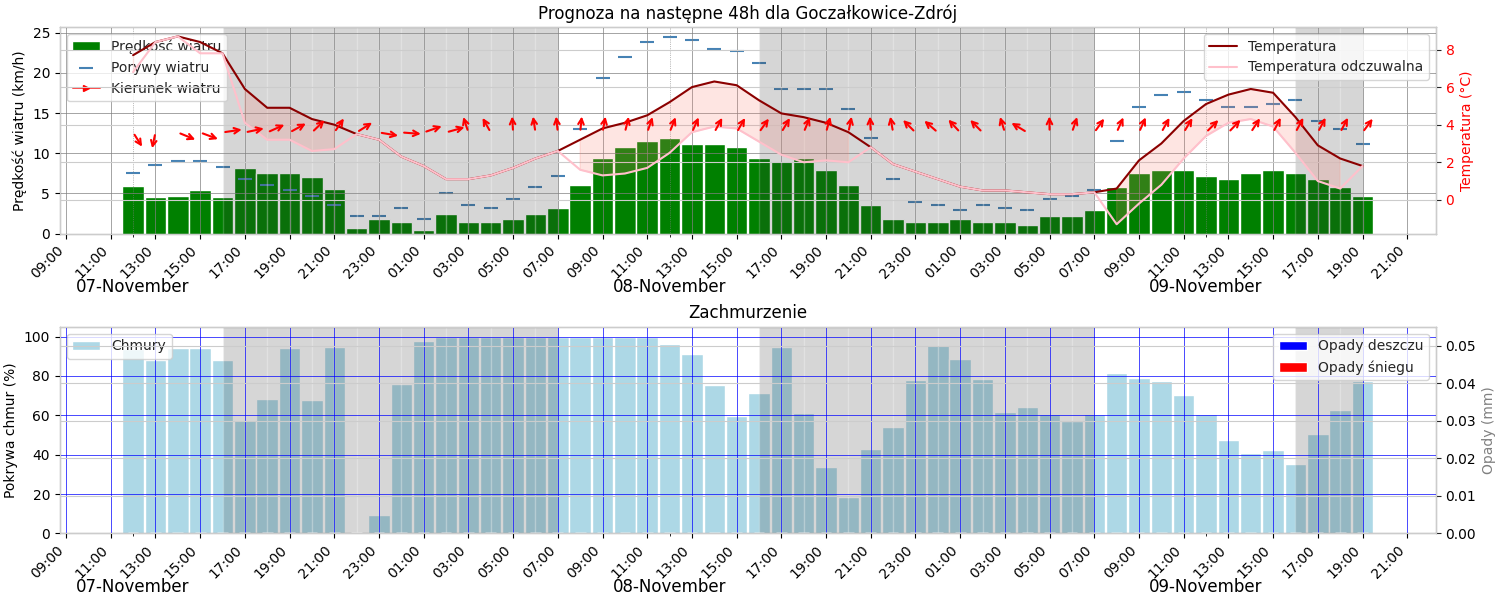 Prognoza na następne 48h dla Goczałkowice-Zdrój
Prędkość wiatru (km/h)
25
20
15
10
5
0
Prędkość wiatru
Porywy wiatru
Kierunek wiatru
Temperatura
Temperatura odczuwalna
8
6
4
2
0
Temperatura (°C)
09:00 11:00 13:00 15:00 17:00 19:00 21:00 23:00 01:00 03:00 05:00 07:00 09:00 11:00 13:00 15:00 17:00 19:00 21:00 23:00 01:00 03:00 05:00 07:00 09:00 11:00 13:00 15:00 17:00 19:00 21:00
07-November 08-November 09-November
Zachmurzenie
Pokrywa chmur (%)
100
80
60
40
20
0
Chmury
Opady deszczu
Opady śniegu
0.05
0.04
0.03
0.02
0.01
0.00
Opady (mm)
09:00 11:00 13:00 15:00 17:00 19:00 21:00 23:00 01:00 03:00 05:00 07:00 09:00 11:00 13:00 15:00 17:00 19:00 21:00 23:00 01:00 03:00 05:00 07:00 09:00 11:00 13:00 15:00 17:00 19:00 21:00
07-November 08-November 09-November